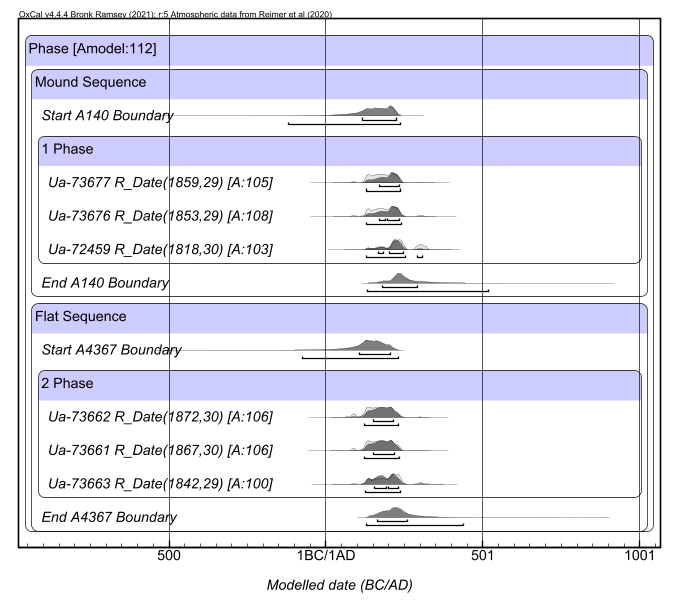 OxCal v4.4.4 Bronk Ramsey (2021); r:5 Atmospheric data from Reimer et al (2020)
Phase [Amodel:112]
Mound Sequence
Start A140 Boundary
1 Phase
Ua-73677 R_Date(1859,29) [A:105]
Ua-73676 R_Date(1853,29) [A:108]
Ua-72459 R_Date(1818,30) [A:103]
End A140 Boundary
Flat Sequence
Start A4367 Boundary
2 Phase
Ua-73662 R_Date(1872,30) [A:106]
Ua-73661 R_Date(1867,30) [A:106]
Ua-73663 R_Date(1842,29) [A:100]
End A4367 Boundary
500 1BC/1AD 501 1001
Modelled date (BC/AD)